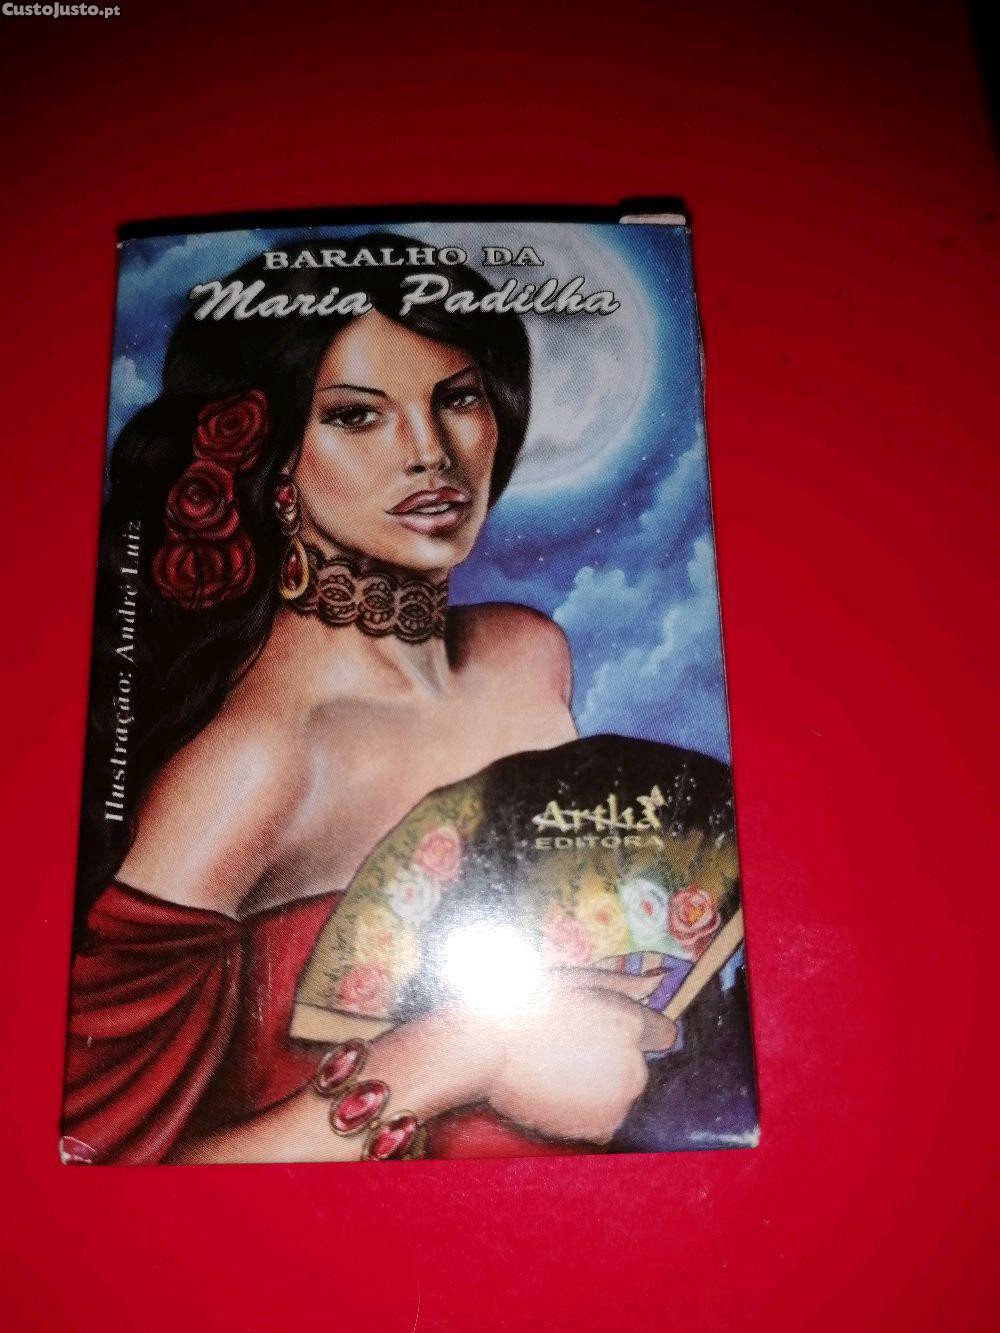 CustoJusto.pt
BARALHO DA
Maria Padilha
Ilustração: André Luiz
Artha
EDITORA